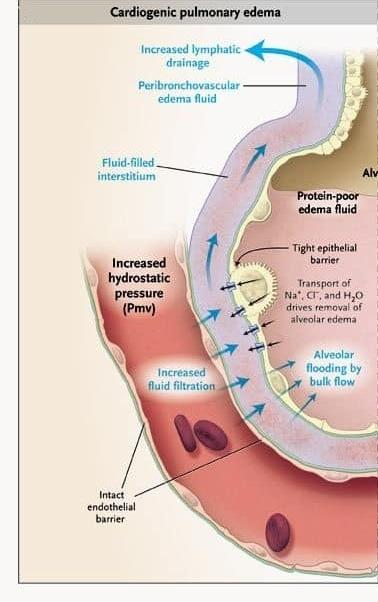 Cardiogenic pulmonary edema
Increased lymphatic
drainage
Peribronchovascular
edema fluid
Fluid-filled
interstitium
Alv
Protein-poor
edema fluid
Tight epithelial
barrier
Increased
hydrostatic
pressure
(Pmv)
Transport of
Na⁺, Cl⁻, and H₂O
drives removal of
alveolar edema
Alveolar
flooding by
bulk flow
Increased
fluid filtration
Intact
endothelial
barrier